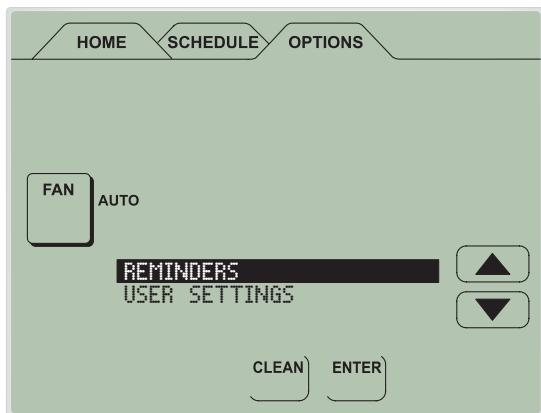 HOME SCHEDULE OPTIONS
FAN
AUTO
REMINDERS
USER SETTINGS
CLEAN ENTER